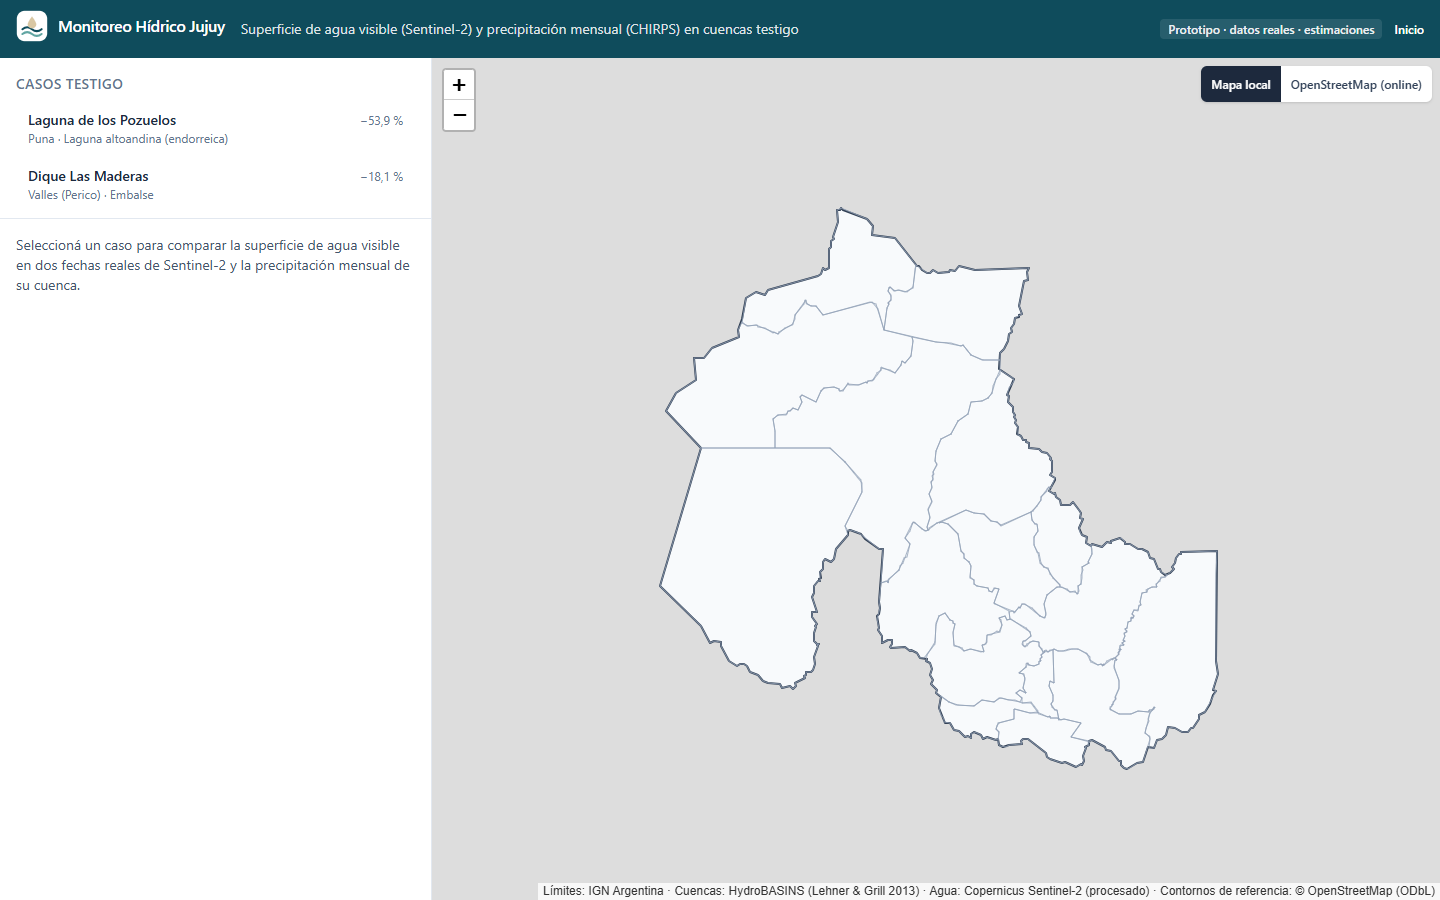 Monitoreo Hídrico Jujuy
Superficie de agua visible (Sentinel-2) y precipitación mensual (CHIRPS) en cuencas testigo
Prototipo · datos reales · estimaciones
Inicio
CASOS TESTIGO
Laguna de los Pozuelos
−53,9 %
Puna · Laguna altoandina (endorreica)
Dique Las Maderas
−18,1 %
Valles (Perico) · Embalse
Seleccioná un caso para comparar la superficie de agua visible
en dos fechas reales de Sentinel-2 y la precipitación mensual de
su cuenca.
+
−
Mapa local
OpenStreetMap (online)
Límites: IGN Argentina · Cuencas: HydroBASINS (Lehner & Grill 2013) · Agua: Copernicus Sentinel-2 (procesado) · Contornos de referencia: © OpenStreetMap (ODbL)